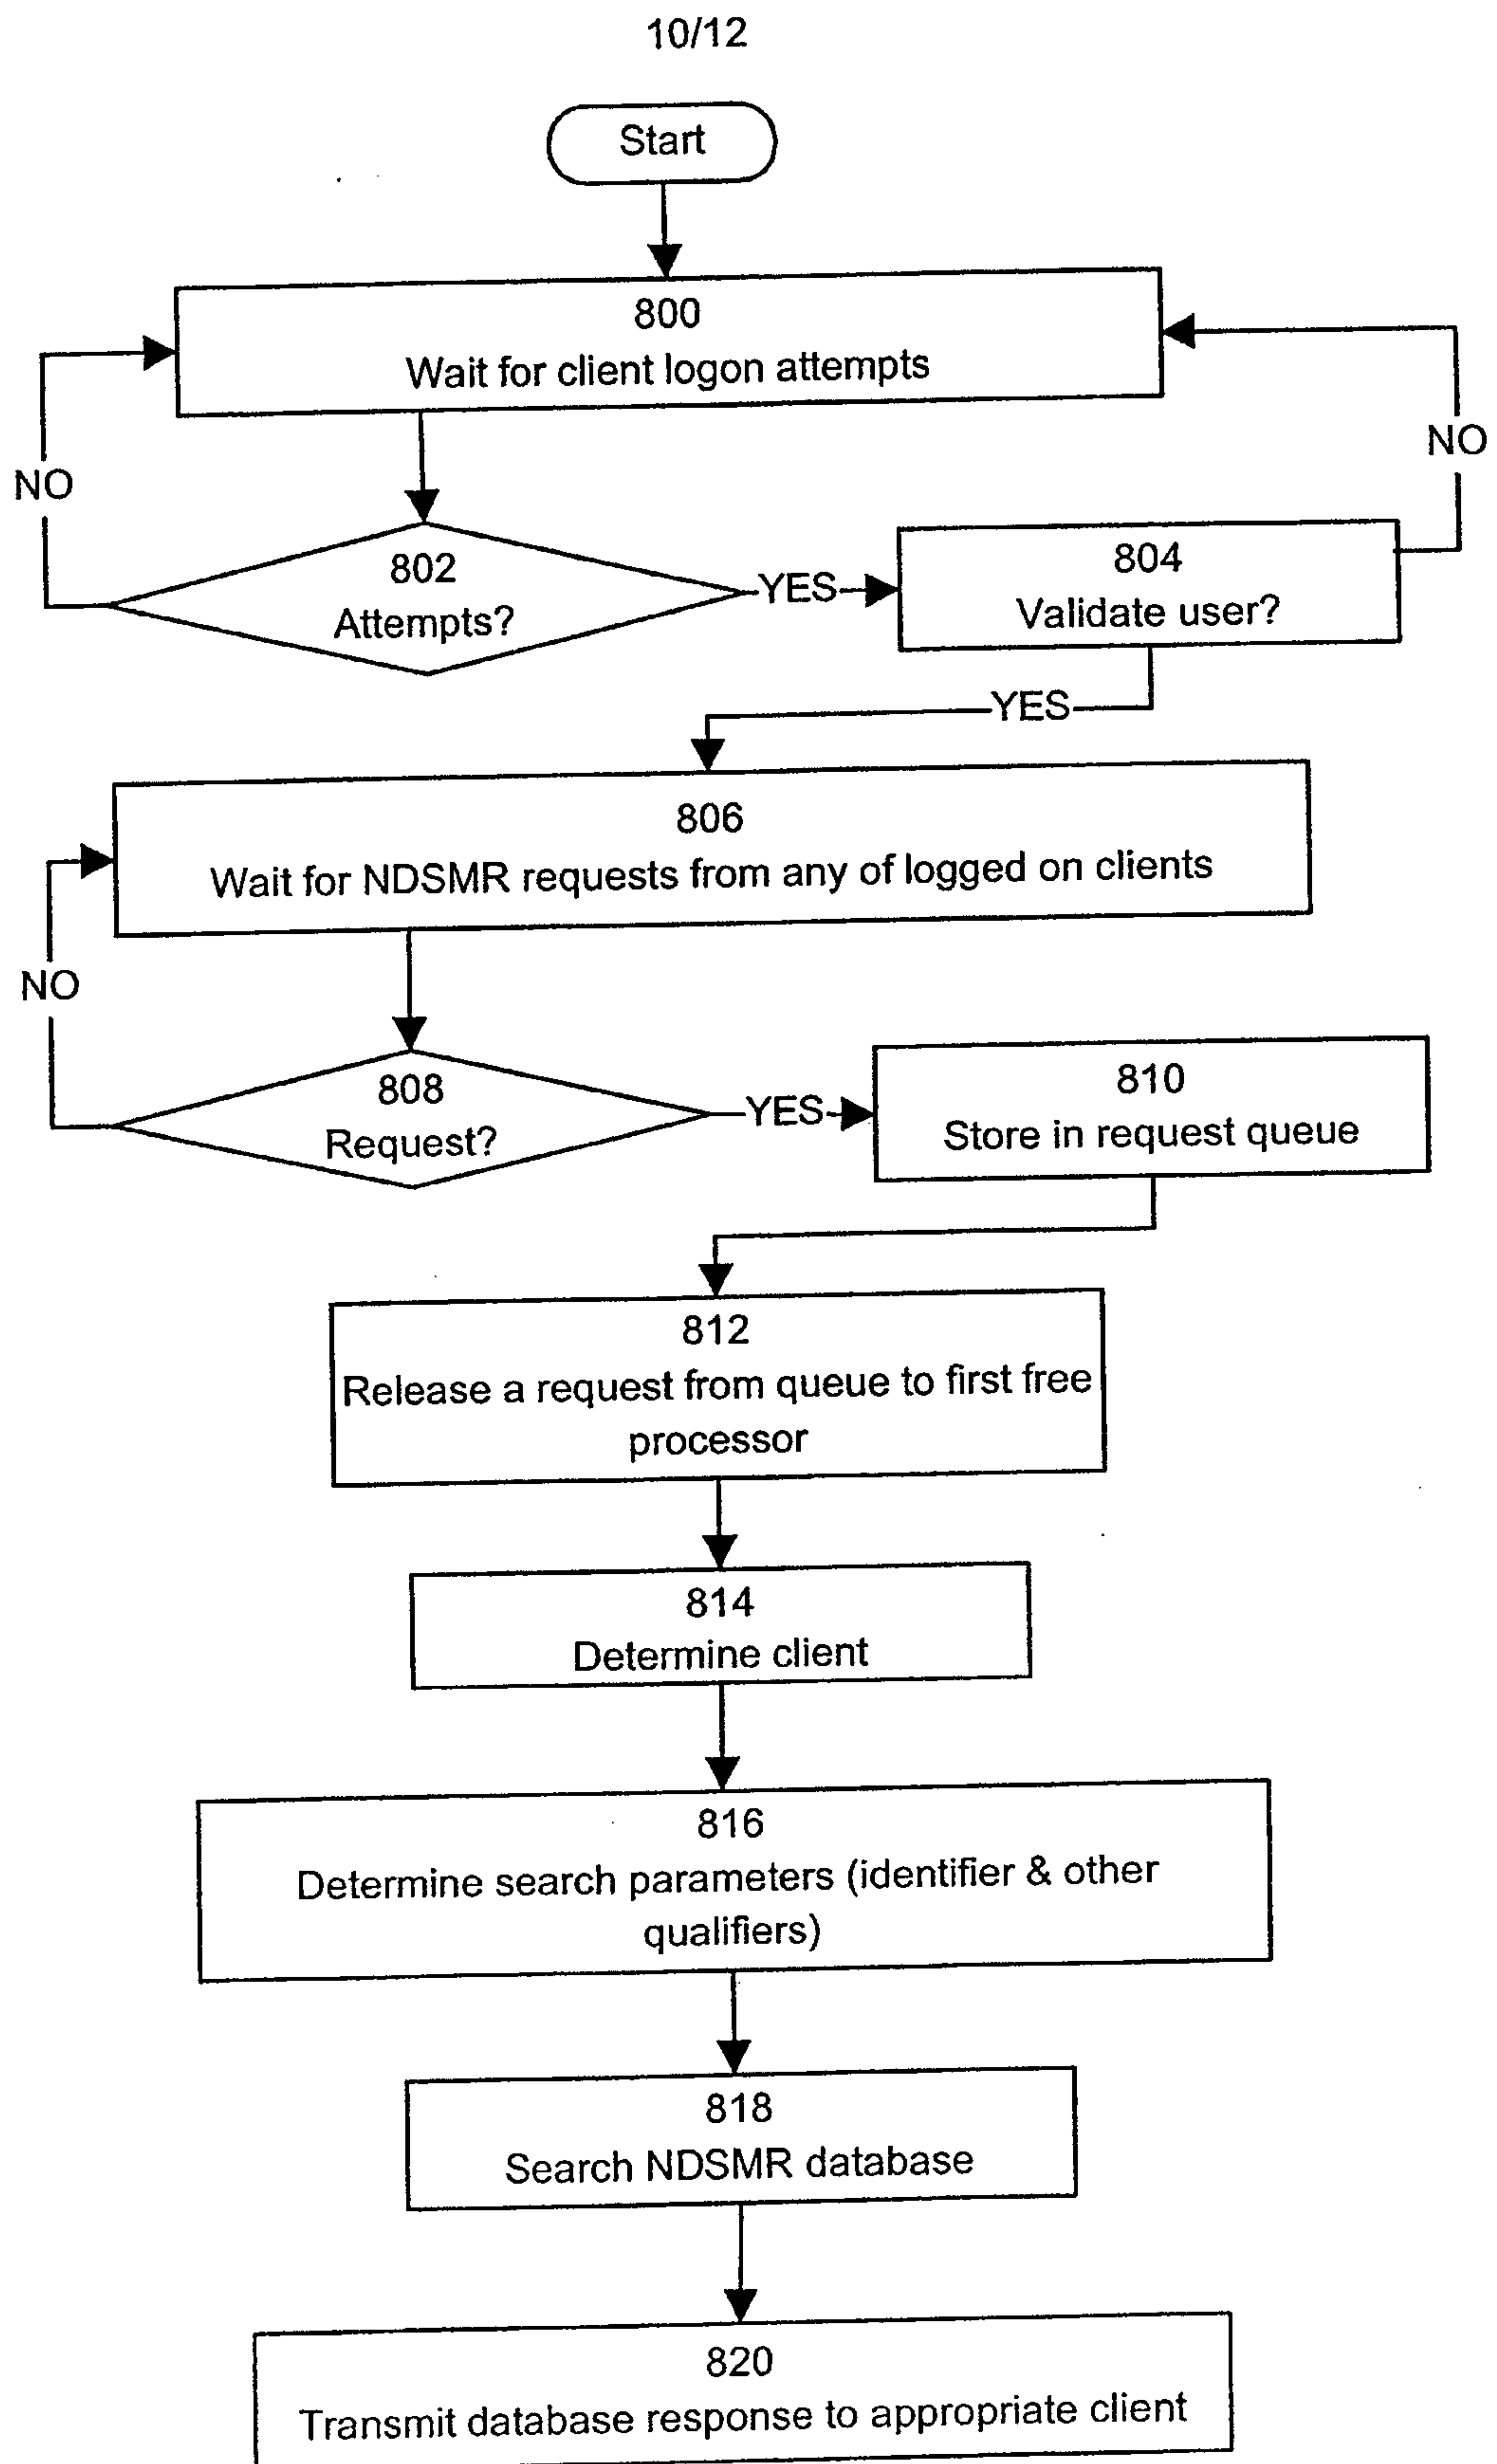 10/12
Start
800
Wait for client logon attempts
NO
NO
802
Attempts?
YES
804
Validate user?
YES
806
Wait for NDSMR requests from any of logged on clients
NO
808
Request?
YES
810
Store in request queue
812
Release a request from queue to first free
processor
814
Determine client
816
Determine search parameters (identifier & other
qualifiers)
818
Search NDSMR database
820
Transmit database response to appropriate client